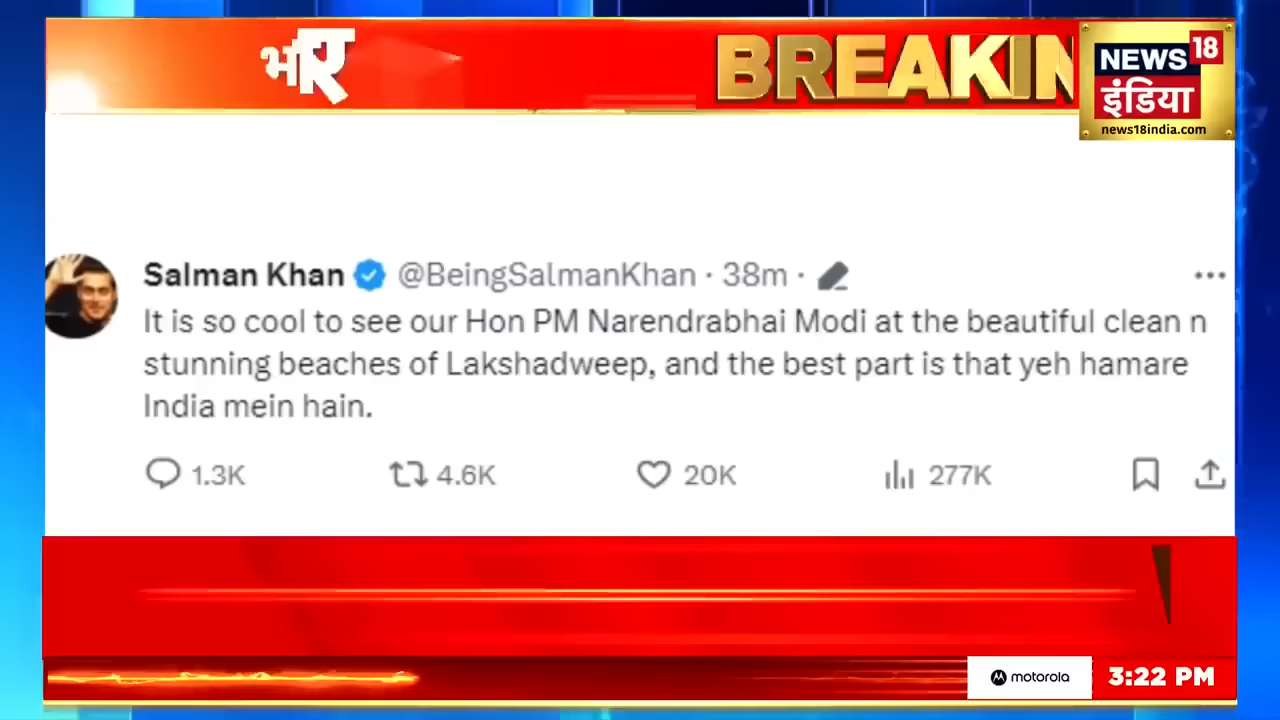 BREAKIN
NEWS 18
इंडिया
news18india.com
Salman Khan @BeingSalmanKhan · 38m ·
It is so cool to see our Hon PM Narendrabhai Modi at the beautiful clean n
stunning beaches of Lakshadweep, and the best part is that yeh hamare
India mein hain.
1.3K 4.6K 20K 277K
motorola
3:22 PM